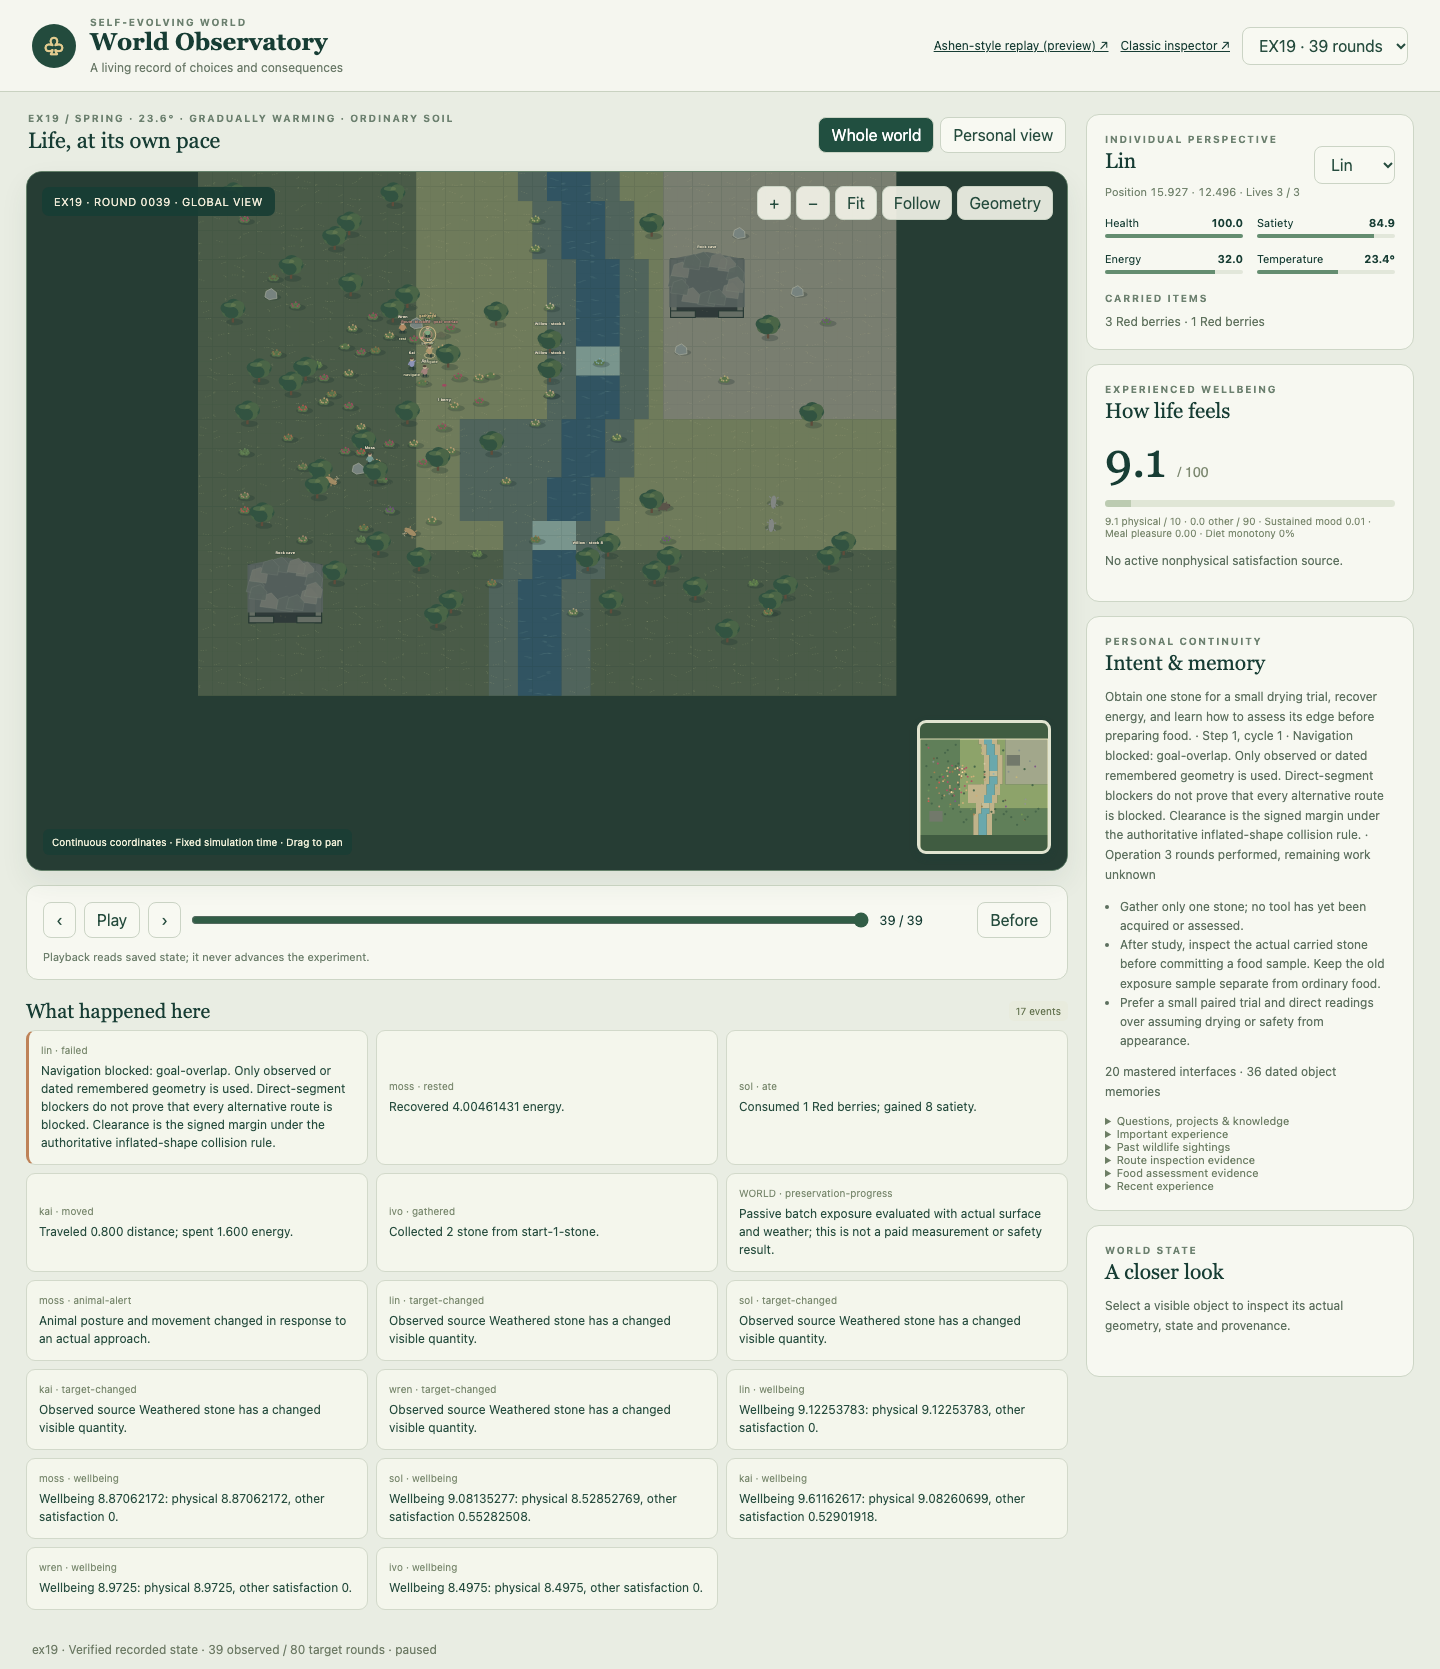 SELF-EVOLVING WORLD
World Observatory
A living record of choices and consequences
Ashen-style replay (preview) ↗
Classic inspector ↗
EX19 · 39 rounds
EX19 / SPRING · 23.6° · GRADUALLY WARMING · ORDINARY SOIL
Life, at its own pace
Whole world
Personal view
EX19 · ROUND 0039 · GLOBAL VIEW
+
−
Fit
Follow
Geometry
Rock cave
Willow · stock 8
Willow · stock 8
Kai
1 berry
Moss
Willow · stock 8
Rock cave
Continuous coordinates · Fixed simulation time · Drag to pan
‹
Play
›
39 / 39
Before
Playback reads saved state; it never advances the experiment.
What happened here
17 events
lin · failed
Navigation blocked: goal-overlap. Only observed or
dated remembered geometry is used. Direct-segment
blockers do not prove that every alternative route is
blocked. Clearance is the signed margin under the
authoritative inflated-shape collision rule.
moss · rested
Recovered 4.00461431 energy.
sol · ate
Consumed 1 Red berries; gained 8 satiety.
kai · moved
Traveled 0.800 distance; spent 1.600 energy.
ivo · gathered
Collected 2 stone from start-1-stone.
WORLD · preservation-progress
Passive batch exposure evaluated with actual surface
and weather; this is not a paid measurement or safety
result.
moss · animal-alert
Animal posture and movement changed in response to
an actual approach.
lin · target-changed
Observed source Weathered stone has a changed
visible quantity.
sol · target-changed
Observed source Weathered stone has a changed
visible quantity.
kai · target-changed
Observed source Weathered stone has a changed
visible quantity.
wren · target-changed
Observed source Weathered stone has a changed
visible quantity.
lin · wellbeing
Wellbeing 9.12253783: physical 9.12253783, other
satisfaction 0.
moss · wellbeing
Wellbeing 8.87062172: physical 8.87062172, other
satisfaction 0.
sol · wellbeing
Wellbeing 9.08135277: physical 8.52852769, other
satisfaction 0.55282508.
kai · wellbeing
Wellbeing 9.61162617: physical 9.08260699, other
satisfaction 0.52901918.
wren · wellbeing
Wellbeing 8.9725: physical 8.9725, other satisfaction 0.
ivo · wellbeing
Wellbeing 8.4975: physical 8.4975, other satisfaction 0.
ex19 · Verified recorded state · 39 observed / 80 target rounds · paused
INDIVIDUAL PERSPECTIVE
Lin
Lin
Position 15.927 · 12.496 · Lives 3 / 3
Health 100.0
Satiety 84.9
Energy 32.0
Temperature 23.4°
CARRIED ITEMS
3 Red berries · 1 Red berries
EXPERIENCED WELLBEING
How life feels
9.1 / 100
9.1 physical / 10 · 0.0 other / 90 · Sustained mood 0.01 ·
Meal pleasure 0.00 · Diet monotony 0%
No active nonphysical satisfaction source.
PERSONAL CONTINUITY
Intent & memory
Obtain one stone for a small drying trial, recover
energy, and learn how to assess its edge before
preparing food. · Step 1, cycle 1 · Navigation
blocked: goal-overlap. Only observed or dated
remembered geometry is used. Direct-segment
blockers do not prove that every alternative route
is blocked. Clearance is the signed margin under
the authoritative inflated-shape collision rule. ·
Operation 3 rounds performed, remaining work
unknown
• Gather only one stone; no tool has yet been
acquired or assessed.
• After study, inspect the actual carried stone
before committing a food sample. Keep the old
exposure sample separate from ordinary food.
• Prefer a small paired trial and direct readings
over assuming drying or safety from
appearance.
20 mastered interfaces · 36 dated object
memories
▶ Questions, projects & knowledge
▶ Important experience
▶ Past wildlife sightings
▶ Route inspection evidence
▶ Food assessment evidence
▶ Recent experience
WORLD STATE
A closer look
Select a visible object to inspect its actual
geometry, state and provenance.